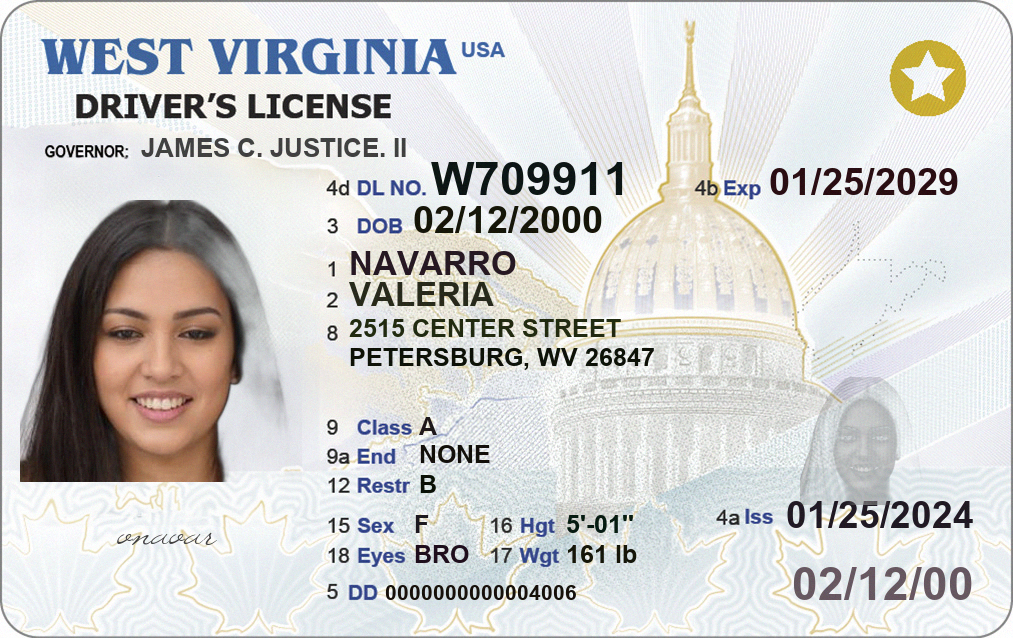 WEST VIRGINIA USA
DRIVER'S LICENSE
GOVERNOR: JAMES C. JUSTICE. II
4d DL NO. W709911 4b Exp 01/25/2029
3 DOB 02/12/2000
1 NAVARRO
2 VALERIA
8 2515 CENTER STREET
PETERSBURG, WV 26847
9 Class A
9a End NONE
12 Restr B
15 Sex F 16 Hgt 5'-01" 4a Iss 01/25/2024
18 Eyes BRO 17 Wgt 161 lb
vnavar
5 DD 0000000000004006
02/12/00